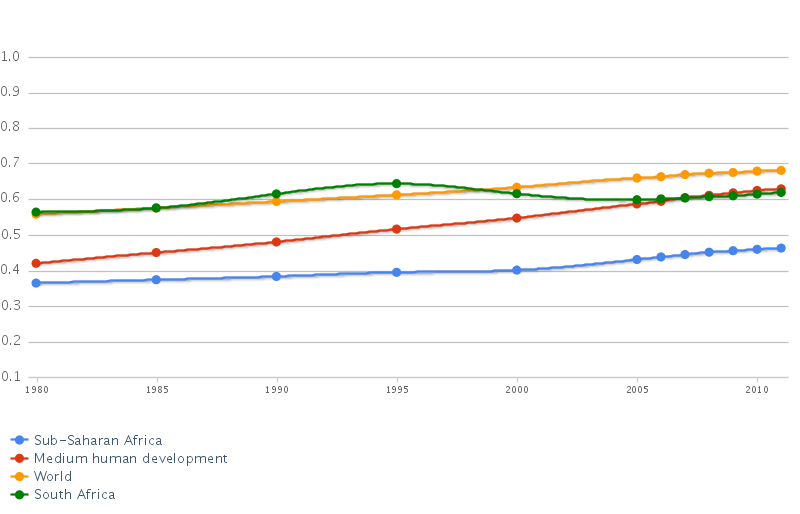 1.0
0.9
0.8
0.7
0.6
0.5
0.4
0.3
0.2
0.1
1980 1985 1990 1995 2000 2005 2010
Sub-Saharan Africa
Medium human development
World
South Africa